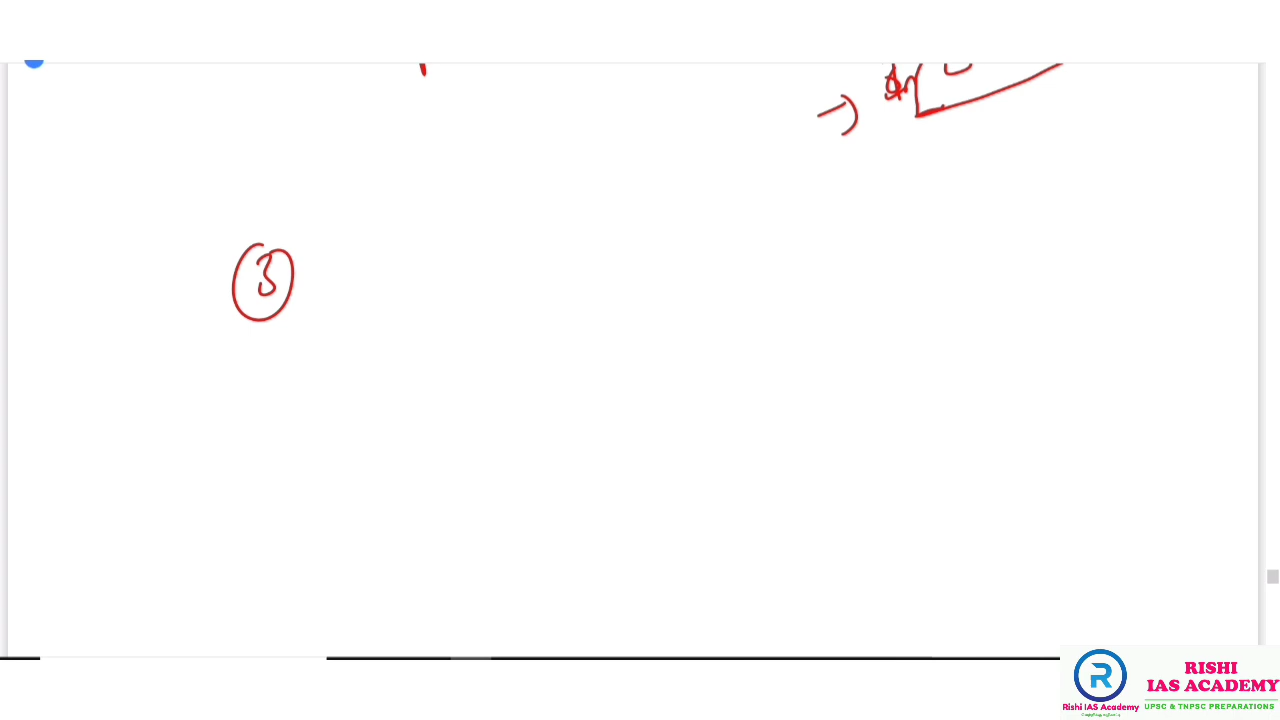 3
RISHI
IAS ACADEMY
Rishi IAS Academy
UPSC & TNPSC PREPARATIONS